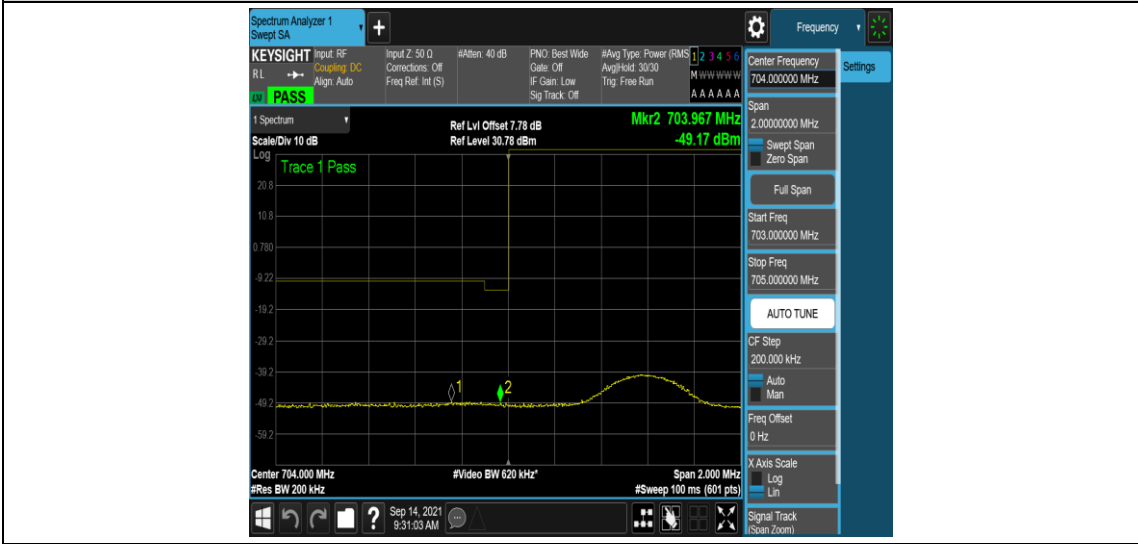 Spectrum Analyzer 1
Swept SA
+
Frequency
KEYSIGHT
R L
PASS
Input: RF
Coupling: DC
Align: Auto
Input Z: 50 Ω
Corrections: Off
Freq Ref: Int (S)
#Atten: 40 dB
PNO: Best Wide
Gate: Off
IF Gain: Low
Sig Track: Off
#Avg Type: Power (RMS
Avg|Hold: 30/30
Trig: Free Run
1 2 3 4 5 6
M W W W W W
A A A A A A
1 Spectrum
Scale/Div 10 dB
Ref Lvl Offset 7.78 dB
Ref Level 30.78 dBm
Mkr2 703.967 MHz
-49.17 dBm
Log
Trace 1 Pass
20.8
10.8
0.780
-9.22
-19.2
-29.2
-39.2
-49.2
-59.2
1
2
Center 704.000 MHz
#Video BW 620 kHz*
Span 2.000 MHz
#Res BW 200 kHz
#Sweep 100 ms (601 pts)
?
Sep 14, 2021
9:31:03 AM
Center Frequency
704.000000 MHz
Settings
Span
2.00000000 MHz
Swept Span
Zero Span
Full Span
Start Freq
703.000000 MHz
Stop Freq
705.000000 MHz
AUTO TUNE
CF Step
200.000 kHz
Auto
Man
Freq Offset
0 Hz
X Axis Scale
Log
Lin
Signal Track
(Span Zoom)